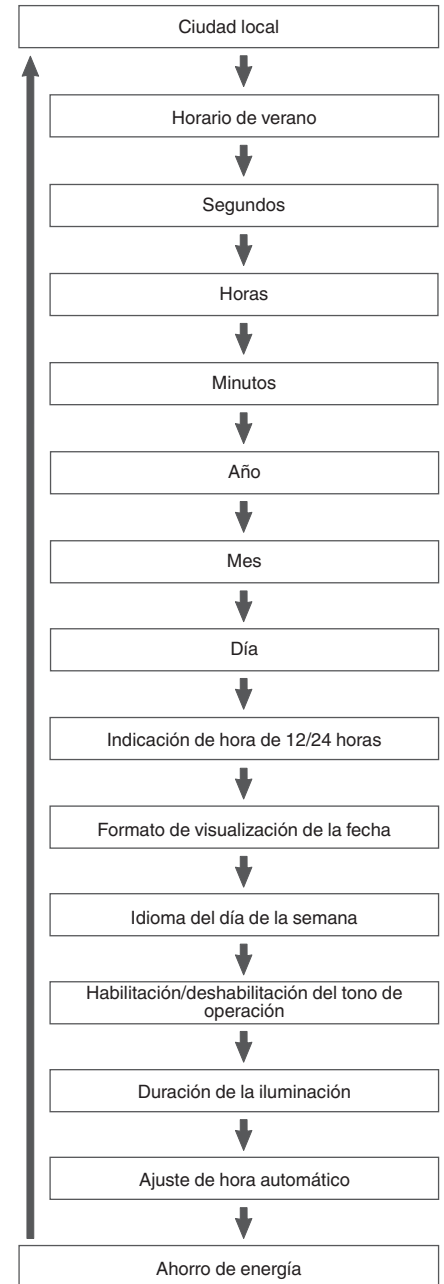 Ciudad local
Horario de verano
Segundos
Horas
Minutos
Año
Mes
Día
Indicación de hora de 12/24 horas
Formato de visualización de la fecha
Idioma del día de la semana
Habilitación/deshabilitación del tono de
operación
Duración de la iluminación
Ajuste de hora automático
Ahorro de energía